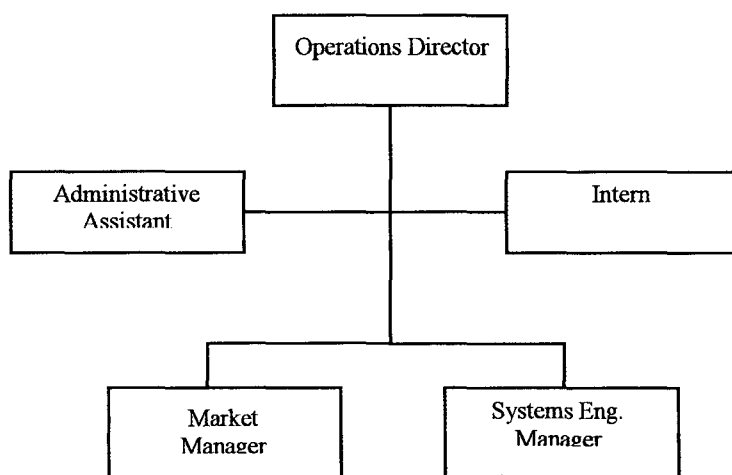 Operations Director
Administrative
Assistant
Intern
Market
Manager
Systems Eng.
Manager